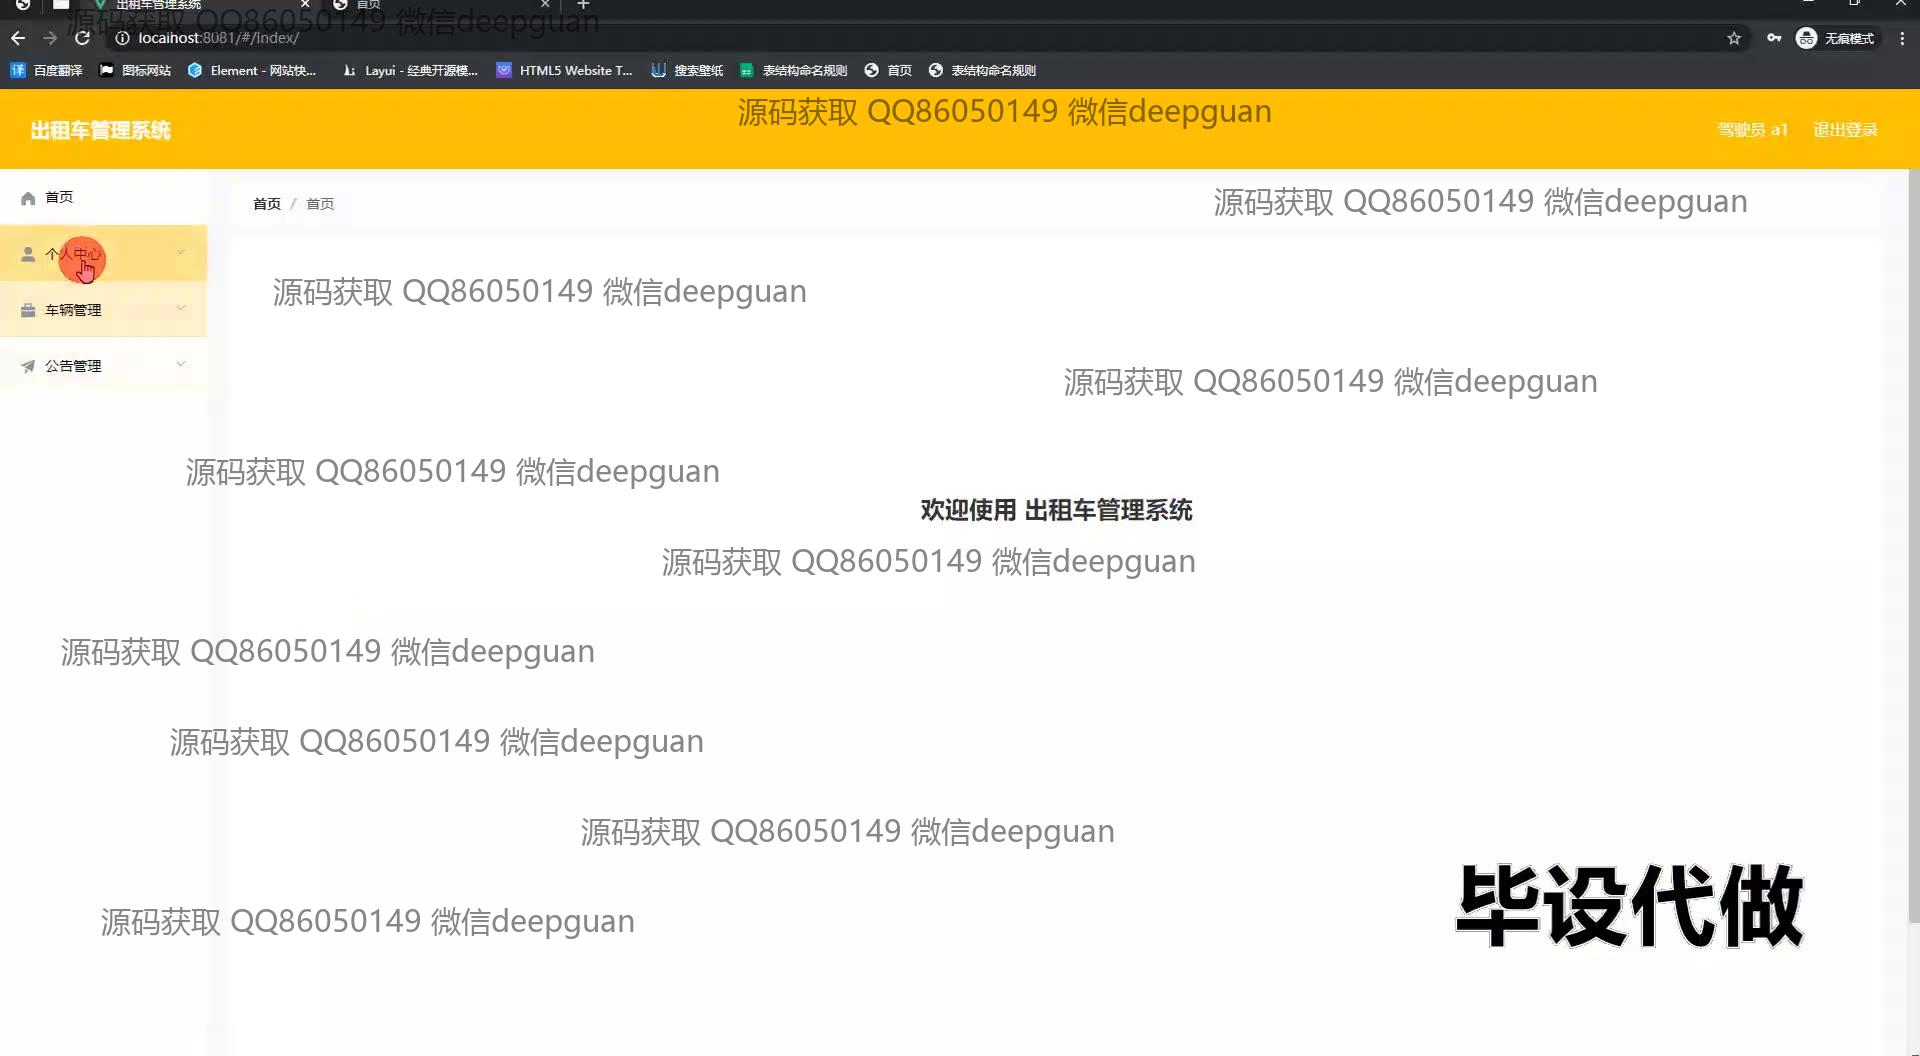 出租车管理系统 首页
源码获取 QQ86050149 微信deepguan
localhost:8081/#/index/ 无痕模式
百度翻译 图标网站 Element - 网站快... Layui - 经典开源模... HTML5 Website T... 搜索壁纸 表结构命名规则 首页 表结构命名规则
源码获取 QQ86050149 微信deepguan
出租车管理系统 驾驶员 a1 退出登录
首页
首页 / 首页
源码获取 QQ86050149 微信deepguan
个人中心
源码获取 QQ86050149 微信deepguan
车辆管理
公告管理
源码获取 QQ86050149 微信deepguan
源码获取 QQ86050149 微信deepguan
欢迎使用 出租车管理系统
源码获取 QQ86050149 微信deepguan
源码获取 QQ86050149 微信deepguan
源码获取 QQ86050149 微信deepguan
源码获取 QQ86050149 微信deepguan
毕设代做
源码获取 QQ86050149 微信deepguan